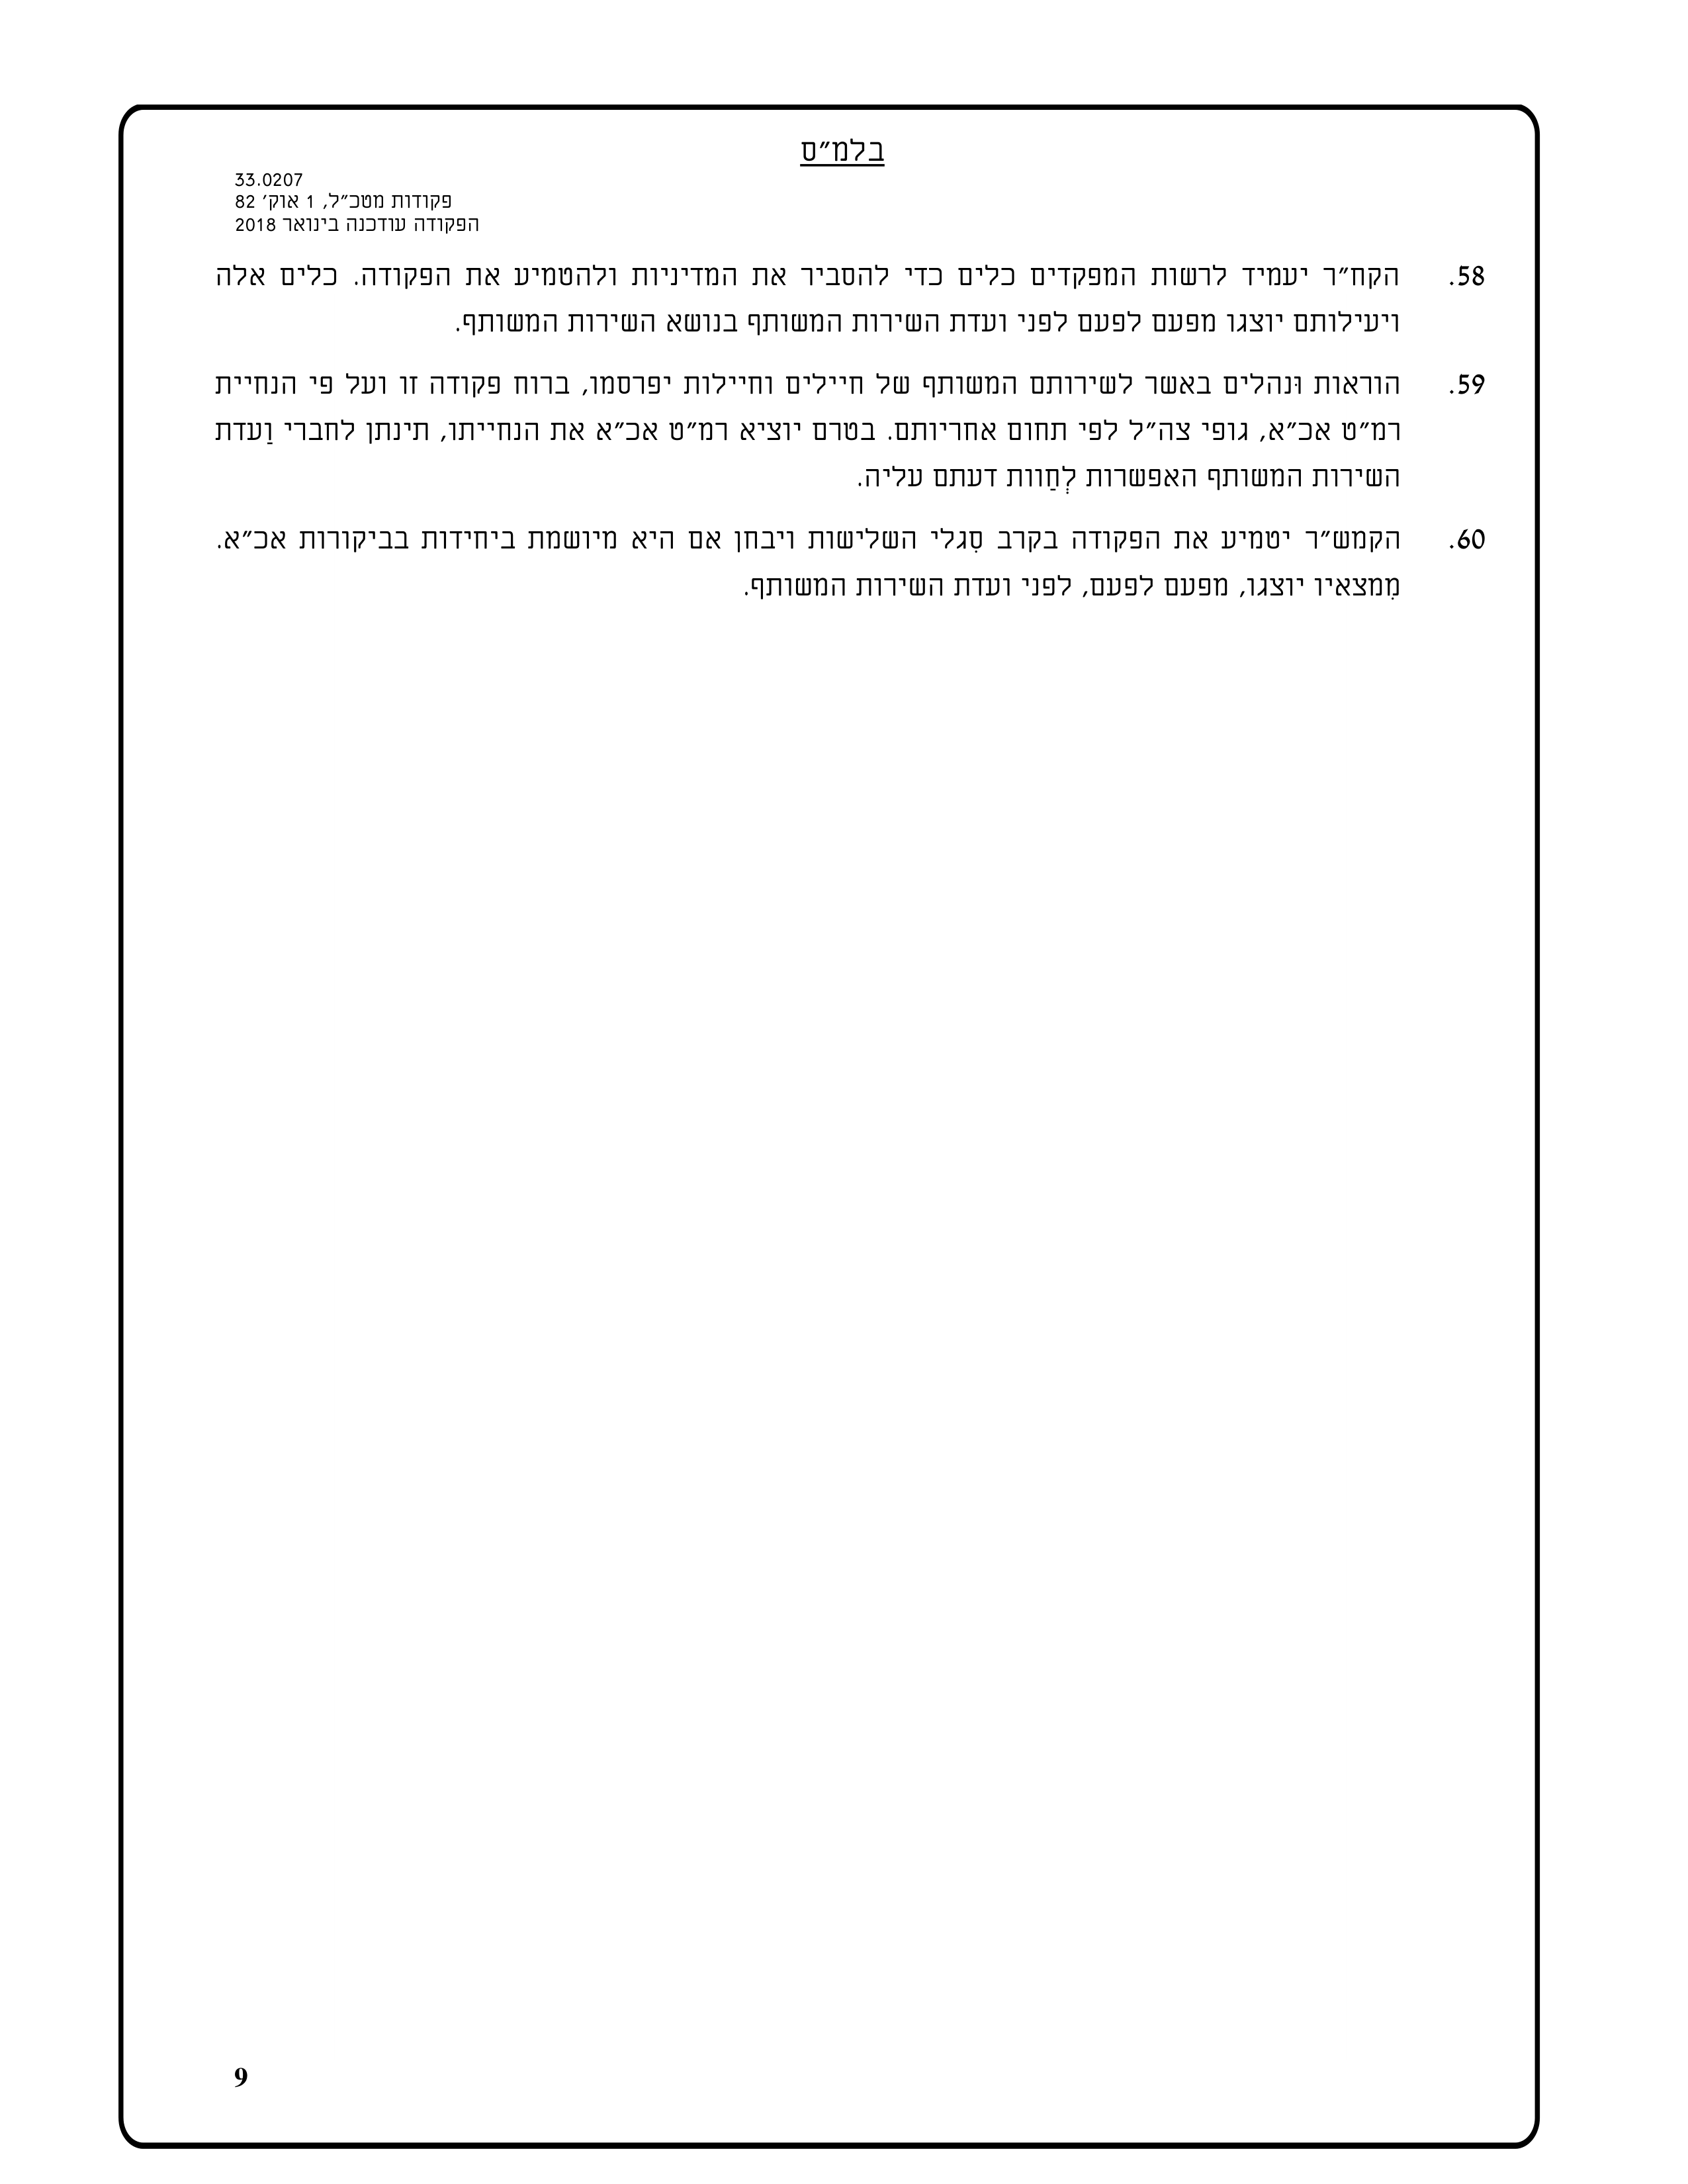 בלמ״ס
33.0207
פקודות מטכ״ל, 1 אוק׳ 82
הפקודה עודכנה בינואר 2018
58. הקח״ר יעמיד לרשות המפקדים כלים כדי להסביר את המדיניות ולהטמיע את הפקודה. כלים אלה
ויעילותם יוצגו מפעם לפעם לפני ועדת השירות המשותף בנושא השירות המשותף.
59. הוראות וּנהלים באשר לשירותם המשותף של חיילים וחיילות יפרסמו, ברוח פקודה זו ועל פי הנחיית
רמ״ט אכ״א, גופי צה״ל לפי תחום אחריותם. בטרם יוציא רמ״ט אכ״א את הנחייתו, תינתן לחברי וַעדת
השירות המשותף האפשרות לְחַוות דעתם עליה.
60. הקמש״ר יטמיע את הפקודה בקרב סִגלי השלישות ויבחן אם היא מיושמת ביחידות בביקורות אכ״א.
מִמצאיו יוצגו, מפעם לפעם, לפני ועדת השירות המשותף.
9